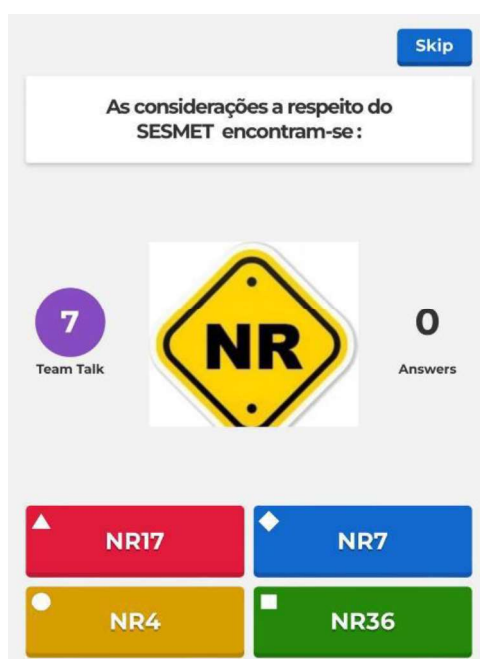 Skip
As considerações a respeito do
SESMET encontram-se :
7
Team Talk
NR
0
Answers
NR17
NR7
NR4
NR36